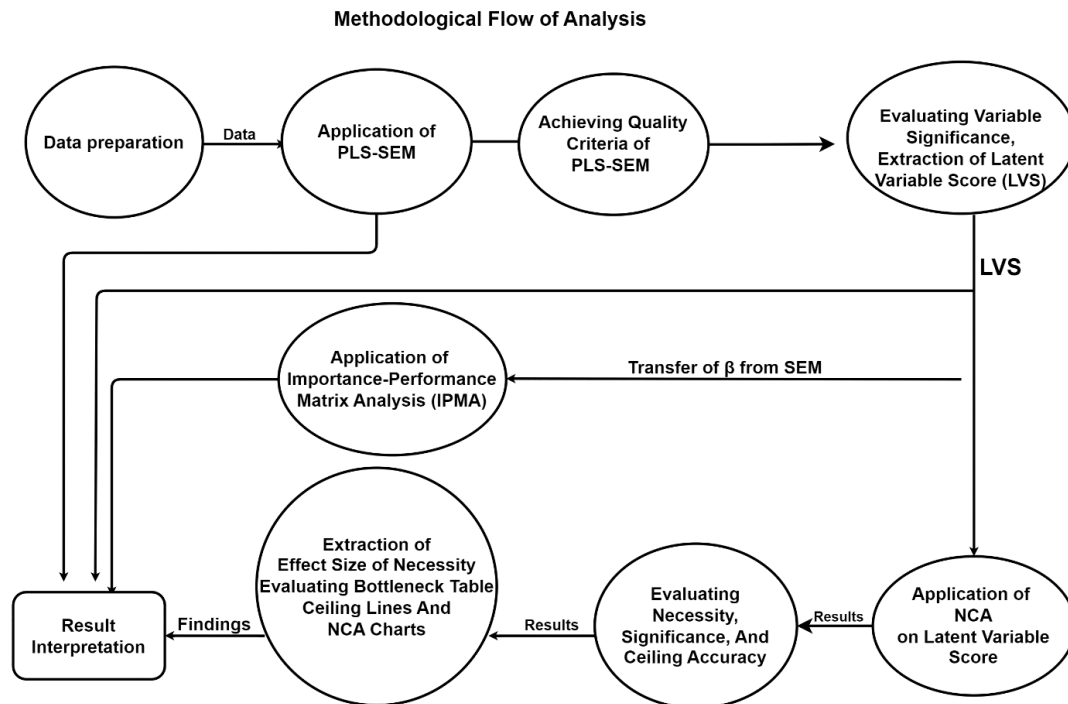 Methodological Flow of Analysis
Data preparation
Data
Application of
PLS-SEM
Achieving Quality
Criteria of
PLS-SEM
Evaluating Variable
Significance,
Extraction of Latent
Variable Score (LVS)
LVS
Application of
Importance-Performance
Matrix Analysis (IPMA)
Transfer of β from SEM
Result
Interpretation
Findings
Extraction of
Effect Size of Necessity
Evaluating Bottleneck Table
Ceiling Lines And
NCA Charts
Results
Evaluating
Necessity,
Significance, And
Ceiling Accuracy
Results
Application of
NCA
on Latent Variable
Score